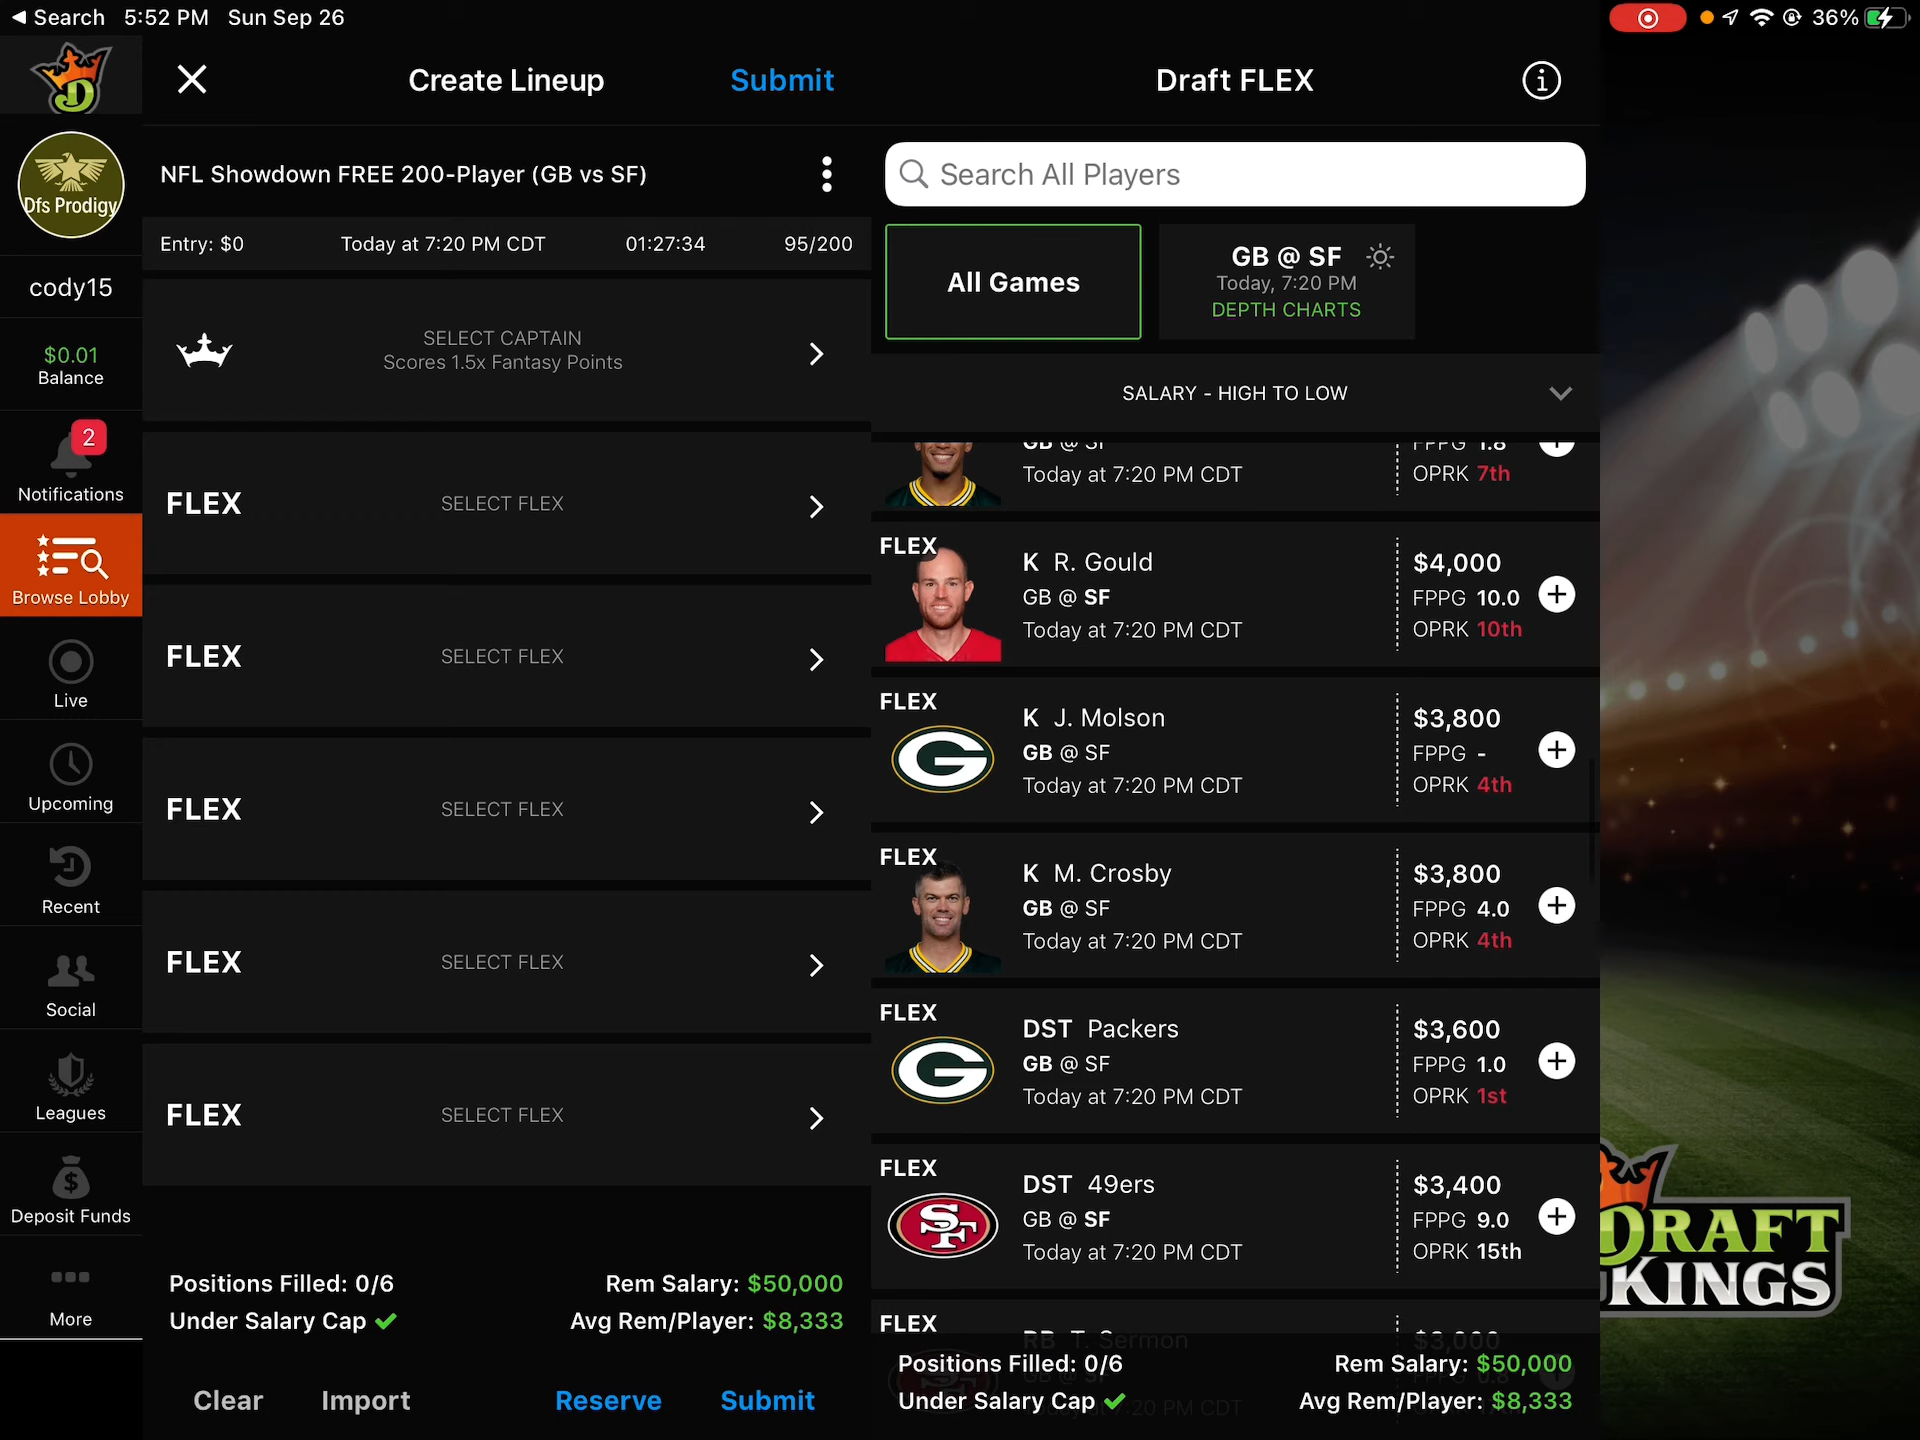 Search 5:52 PM Sun Sep 26
36%
Create Lineup
Submit
Draft FLEX
Dfs Prodigy
cody15
$0.01
Balance
2
Notifications
Browse Lobby
Live
Upcoming
Recent
Social
Leagues
Deposit Funds
More
NFL Showdown FREE 200-Player (GB vs SF)
Entry: $0 Today at 7:20 PM CDT 01:27:34 95/200
SELECT CAPTAIN
Scores 1.5x Fantasy Points
FLEX SELECT FLEX
FLEX SELECT FLEX
FLEX SELECT FLEX
FLEX SELECT FLEX
FLEX SELECT FLEX
Positions Filled: 0/6 Rem Salary: $50,000
Under Salary Cap Avg Rem/Player: $8,333
Clear Import Reserve Submit
Search All Players
All Games
GB @ SF
Today, 7:20 PM
DEPTH CHARTS
SALARY - HIGH TO LOW
GB @ SF FPPG 1.8
Today at 7:20 PM CDT OPRK 7th
FLEX
K R. Gould $4,000
GB @ SF FPPG 10.0
Today at 7:20 PM CDT OPRK 10th
FLEX
K J. Molson $3,800
GB @ SF FPPG -
Today at 7:20 PM CDT OPRK 4th
FLEX
K M. Crosby $3,800
GB @ SF FPPG 4.0
Today at 7:20 PM CDT OPRK 4th
FLEX
DST Packers $3,600
GB @ SF FPPG 1.0
Today at 7:20 PM CDT OPRK 1st
FLEX
DST 49ers $3,400
GB @ SF FPPG 9.0
Today at 7:20 PM CDT OPRK 15th
FLEX
RB T. Sermon $3,000
Positions Filled: 0/6 Rem Salary: $50,000
Under Salary Cap Avg Rem/Player: $8,333
DRAFT
KINGS